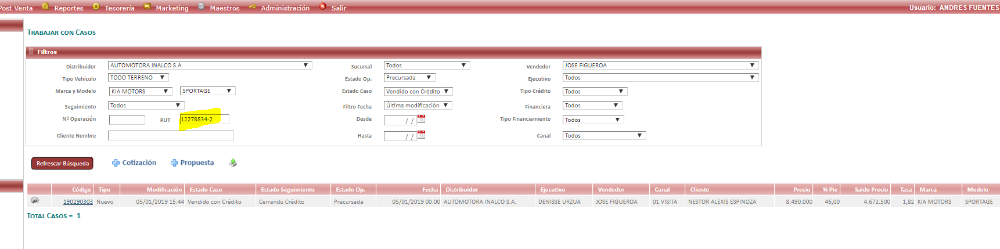 Post Venta Reportes Tesorería Marketing Maestros Administración Salir Usuario: ANDRES FUENTES
TRABAJAR CON CASOS
Filtros
Distribuidor AUTOMOTORA INALCO S.A. Sucursal Todos Vendedor JOSE FIGUEROA
Tipo Vehículo TODO TERRENO Estado Op. Precursada Ejecutivo Todos
Marca y Modelo KIA MOTORS SPORTAGE Estado Caso Vendido con Crédito Tipo Crédito Todos
Seguimiento Todos Filtro Fecha Última modificación Financiera Todos
Nº Operación RUT 12278834-2 Desde / / Tipo Financiamiento Todos
Cliente Nombre Hasta / / Canal Todos
Refrescar Búsqueda Cotización Propuesta
Código Tipo Modificación Estado Caso Estado Seguimiento Estado Op. Fecha Distribuidor Ejecutivo Vendedor Canal Cliente Precio % Pie Saldo Precio Tasa Marca Modelo
190290303 Nuevo 05/01/2019 15:44 Vendido con Crédito Cerrando Crédito Precursada 05/01/2019 00:00 AUTOMOTORA INALCO S.A. DENISSE URZUA JOSE FIGUEROA 01 VISITA NESTOR ALEXIS ESPINOZA 8.490.000 46,00 4.672.500 1,82 KIA MOTORS SPORTAGE
TOTAL CASOS = 1